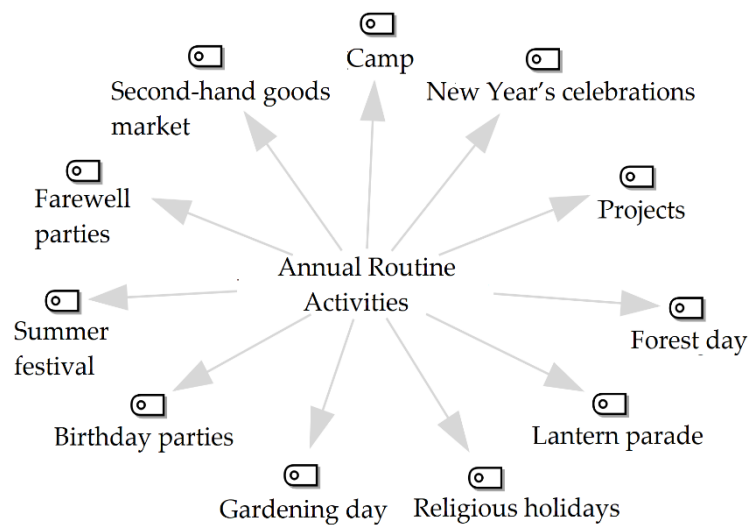 Camp
Second-hand goods
market
New Year's celebrations
Farewell
parties
Projects
Annual Routine
Activities
Summer
festival
Forest day
Birthday parties
Lantern parade
Gardening day
Religious holidays